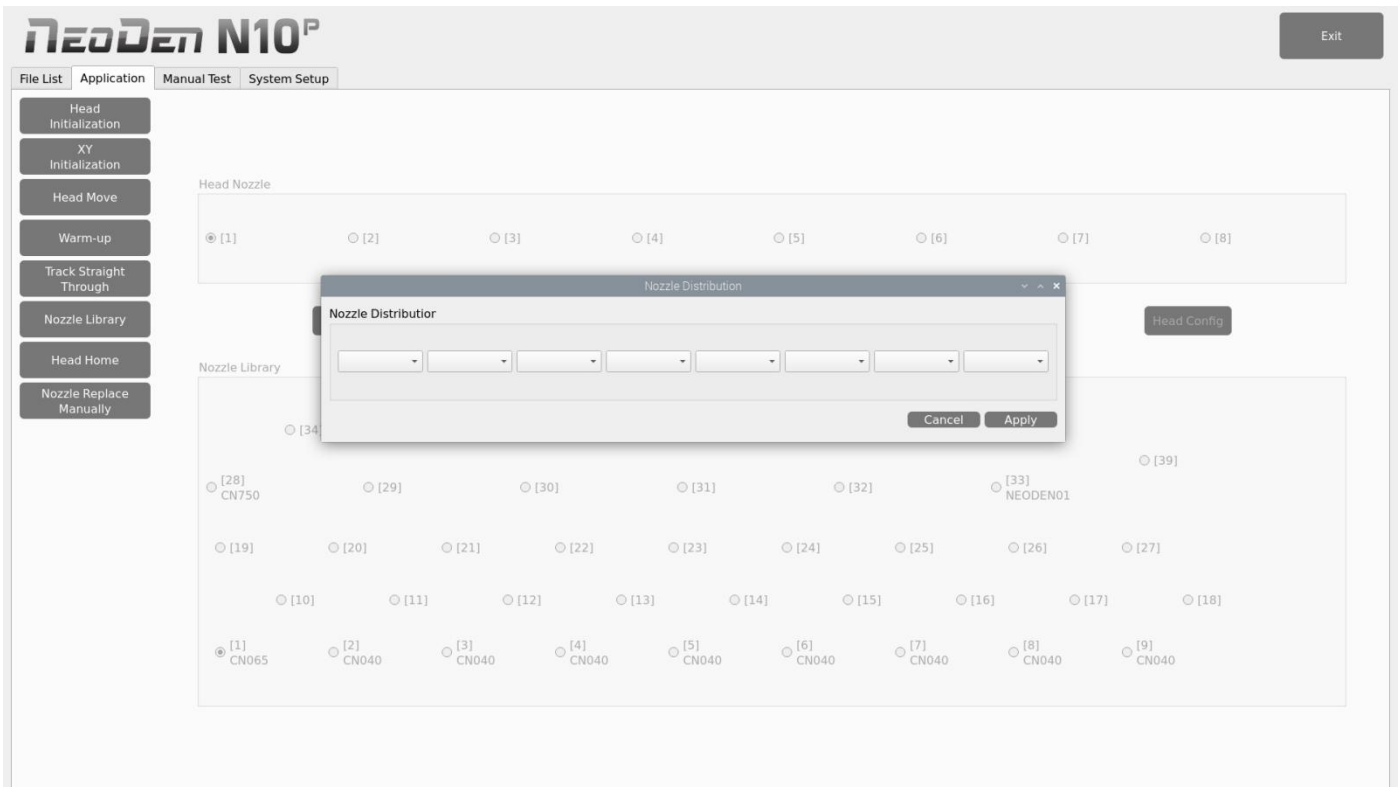 NEODEN N10P
Exit
File List Application Manual Test System Setup
Head
Initialization
XY
Initialization
Head Move
Warm-up
Track Straight
Through
Nozzle Library
Head Home
Nozzle Replace
Manually
Head Nozzle
[1] [2] [3] [4] [5] [6] [7] [8]
Nozzle Distribution
Nozzle Distributior
Cancel Apply
Head Config
Nozzle Library
[34
[39]
[28] [29] [30] [31] [32] [33]
CN750 NEODEN01
[19] [20] [21] [22] [23] [24] [25] [26] [27]
[10] [11] [12] [13] [14] [15] [16] [17] [18]
[1] [2] [3] [4] [5] [6] [7] [8] [9]
CN065 CN040 CN040 CN040 CN040 CN040 CN040 CN040 CN040